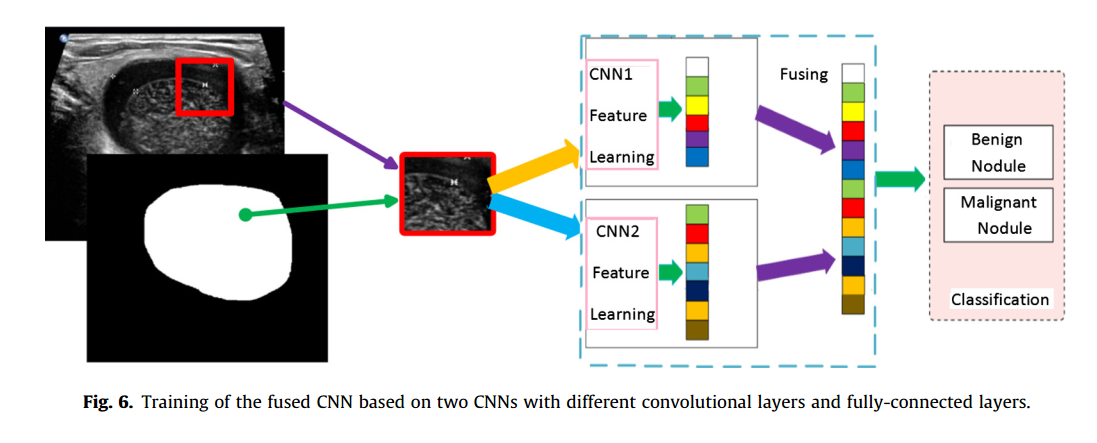 CNN1
Feature
Learning
CNN2
Feature
Learning
Fusing
Benign
Nodule
Malignant
Nodule
Classification
Fig. 6. Training of the fused CNN based on two CNNs with different convolutional layers and fully-connected layers.